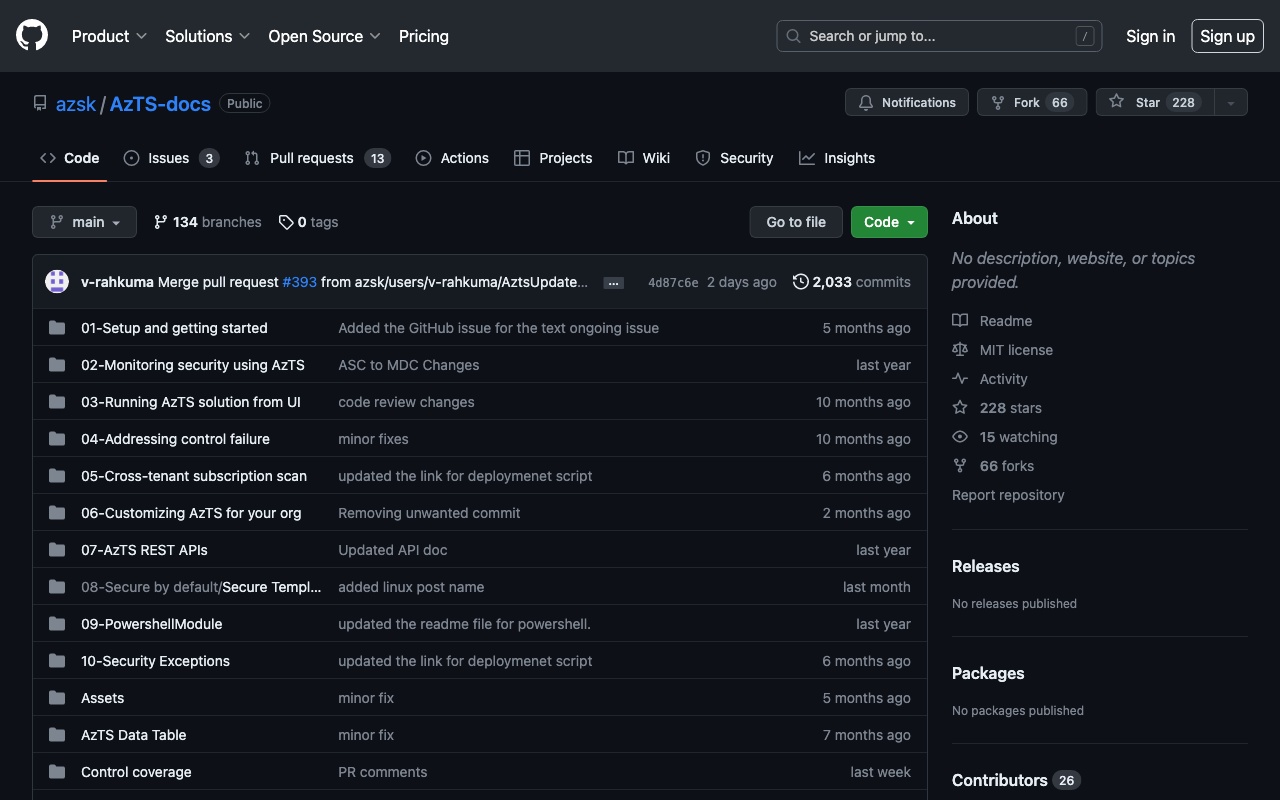 Product Solutions Open Source Pricing Search or jump to... / Sign in Sign up
azsk / AzTS-docs Public Notifications Fork 66 Star 228
Code Issues 3 Pull requests 13 Actions Projects Wiki Security Insights
main 134 branches 0 tags Go to file Code
v-rahkuma Merge pull request #393 from azsk/users/v-rahkuma/AztsUpdate... ... 4d87c6e 2 days ago 2,033 commits
01-Setup and getting started Added the GitHub issue for the text ongoing issue 5 months ago
02-Monitoring security using AzTS ASC to MDC Changes last year
03-Running AzTS solution from UI code review changes 10 months ago
04-Addressing control failure minor fixes 10 months ago
05-Cross-tenant subscription scan updated the link for deploymenet script 6 months ago
06-Customizing AzTS for your org Removing unwanted commit 2 months ago
07-AzTS REST APIs Updated API doc last year
08-Secure by default/Secure Templ... added linux post name last month
09-PowershellModule updated the readme file for powershell. last year
10-Security Exceptions updated the link for deploymenet script 6 months ago
Assets minor fix 5 months ago
AzTS Data Table minor fix 7 months ago
Control coverage PR comments last week
About
No description, website, or topics
provided.
Readme
MIT license
Activity
228 stars
15 watching
66 forks
Report repository
Releases
No releases published
Packages
No packages published
Contributors 26